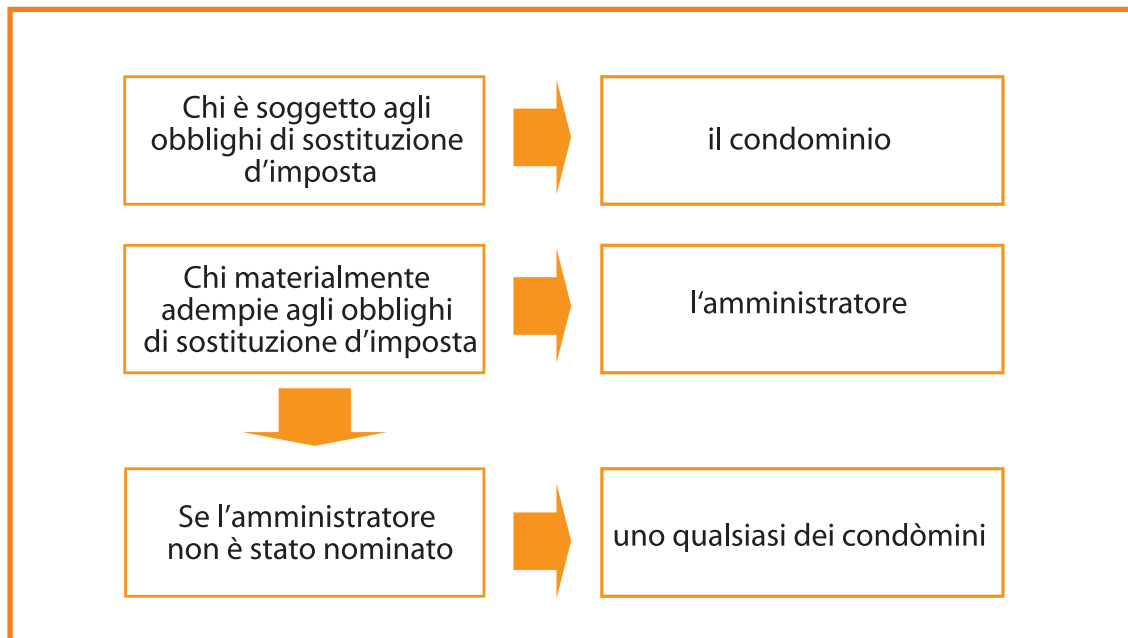 Chi è soggetto agli
obblighi di sostituzione
d’imposta
il condominio
Chi materialmente
adempie agli obblighi
di sostituzione d’imposta
l‘amministratore
Se l’amministratore
non è stato nominato
uno qualsiasi dei condòmini